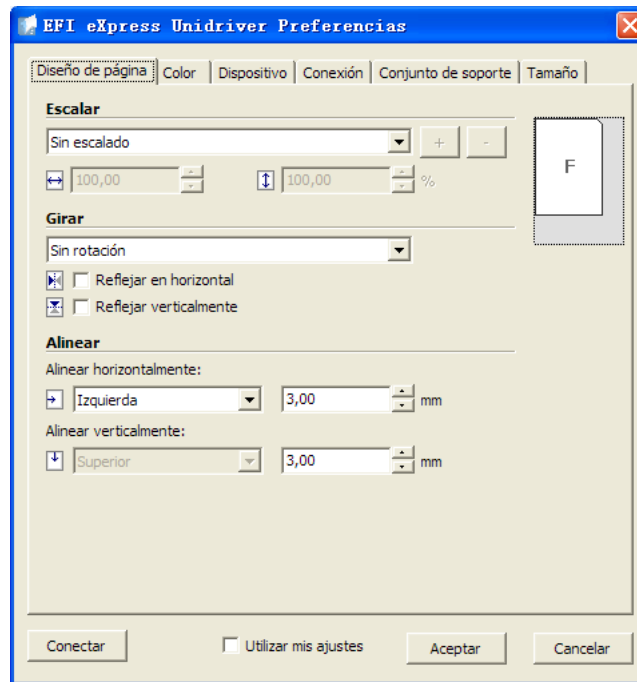 EFI eXpress Unidriver Preferencias
Diseño de página Color Dispositivo Conexión Conjunto de soporte Tamaño
Escalar
Sin escalado + -
100,00 100,00 %
F
Girar
Sin rotación
Reflejar en horizontal
Reflejar verticalmente
Alinear
Alinear horizontalmente:
Izquierda 3,00 mm
Alinear verticalmente:
Superior 3,00 mm
Conectar Utilizar mis ajustes Aceptar Cancelar